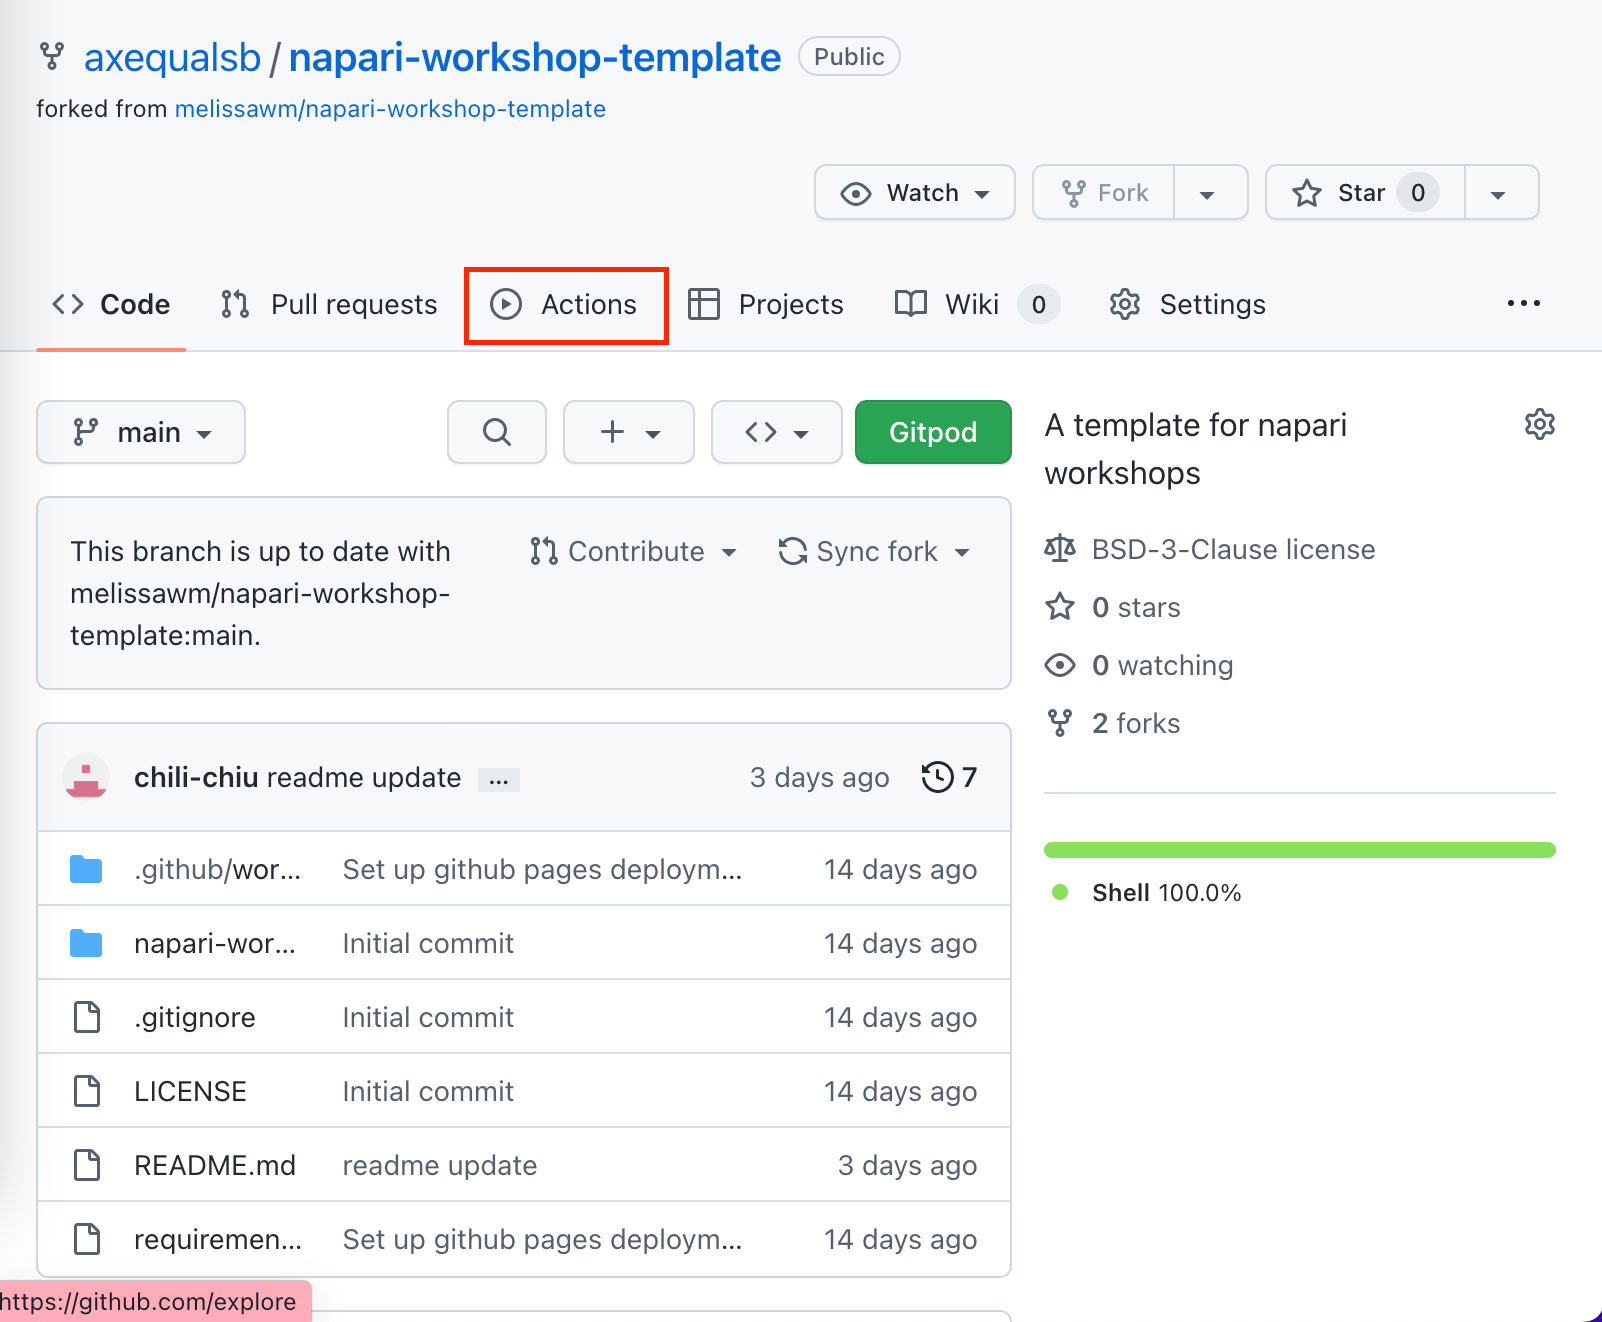 axequalsb / napari-workshop-template Public
forked from melissawm/napari-workshop-template
Watch Fork Star 0
Code Pull requests Actions Projects Wiki 0 Settings ...
main Gitpod
A template for napari
workshops
This branch is up to date with
melissawm/napari-workshop-
template:main.
Contribute Sync fork
BSD-3-Clause license
0 stars
0 watching
2 forks
chili-chiu readme update ... 3 days ago 7
.github/wor... Set up github pages deploym... 14 days ago
napari-wor... Initial commit 14 days ago
.gitignore Initial commit 14 days ago
LICENSE Initial commit 14 days ago
README.md readme update 3 days ago
requiremen... Set up github pages deploym... 14 days ago
Shell 100.0%
https://github.com/explore